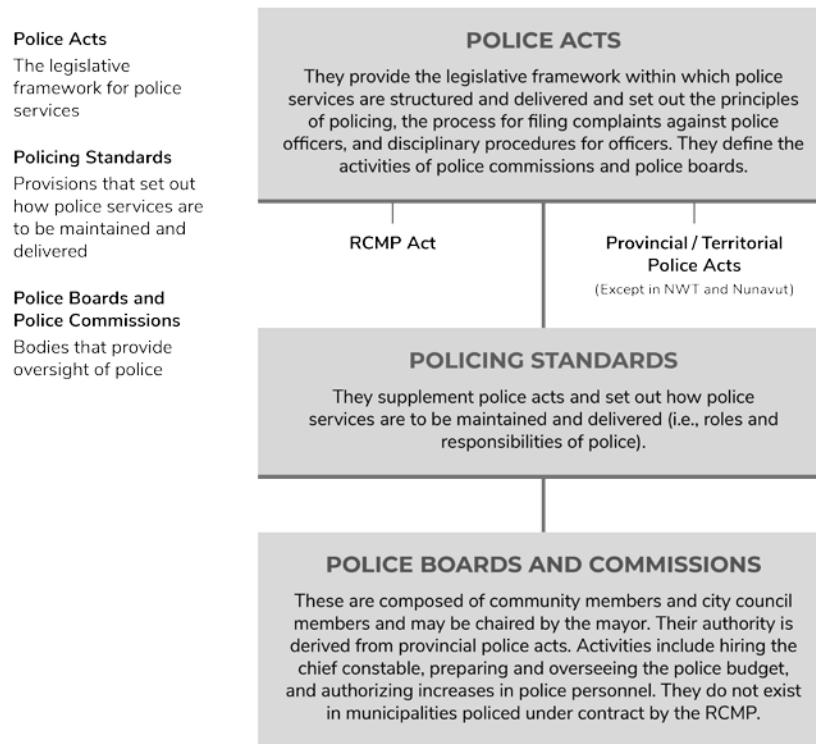 Police Acts
The legislative
framework for police
services
Policing Standards
Provisions that set out
how police services are
to be maintained and
delivered
Police Boards and
Police Commissions
Bodies that provide
oversight of police
POLICE ACTS
They provide the legislative framework within which police
services are structured and delivered and set out the principles
of policing, the process for filing complaints against police
officers, and disciplinary procedures for officers. They define the
activities of police commissions and police boards.
RCMP Act
Provincial / Territorial
Police Acts
(Except in NWT and Nunavut)
POLICING STANDARDS
They supplement police acts and set out how police
services are to be maintained and delivered (i.e., roles and
responsibilities of police).
POLICE BOARDS AND COMMISSIONS
These are composed of community members and city council
members and may be chaired by the mayor. Their authority is
derived from provincial police acts. Activities include hiring the
chief constable, preparing and overseeing the police budget,
and authorizing increases in police personnel. They do not exist
in municipalities policed under contract by the RCMP.